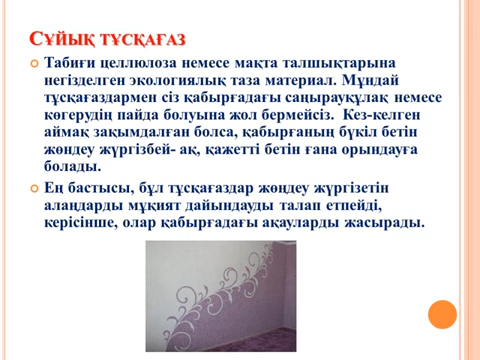 Сұйық тұсқағаз
Табиғи целлюлоза немесе мақта талшықтарына
негізделген экологиялық таза материал. Мұндай
тұсқағаздармен сіз қабырғадағы саңырауқұлақ немесе
көгерудің пайда болуына жол бермейсіз. Кез-келген
аймақ зақымдалған болса, қабырғаның бүкіл бетін
жөндеу жүргізбей- ақ, қажетті бетін ғана орындауға
болады.
Ең бастысы, бұл тұсқағаздар жөңдеу жүргізетін
алаңдарды мұқият дайындауды талап етпейді,
керісінше, олар қабырғадағы ақауларды жасырады.